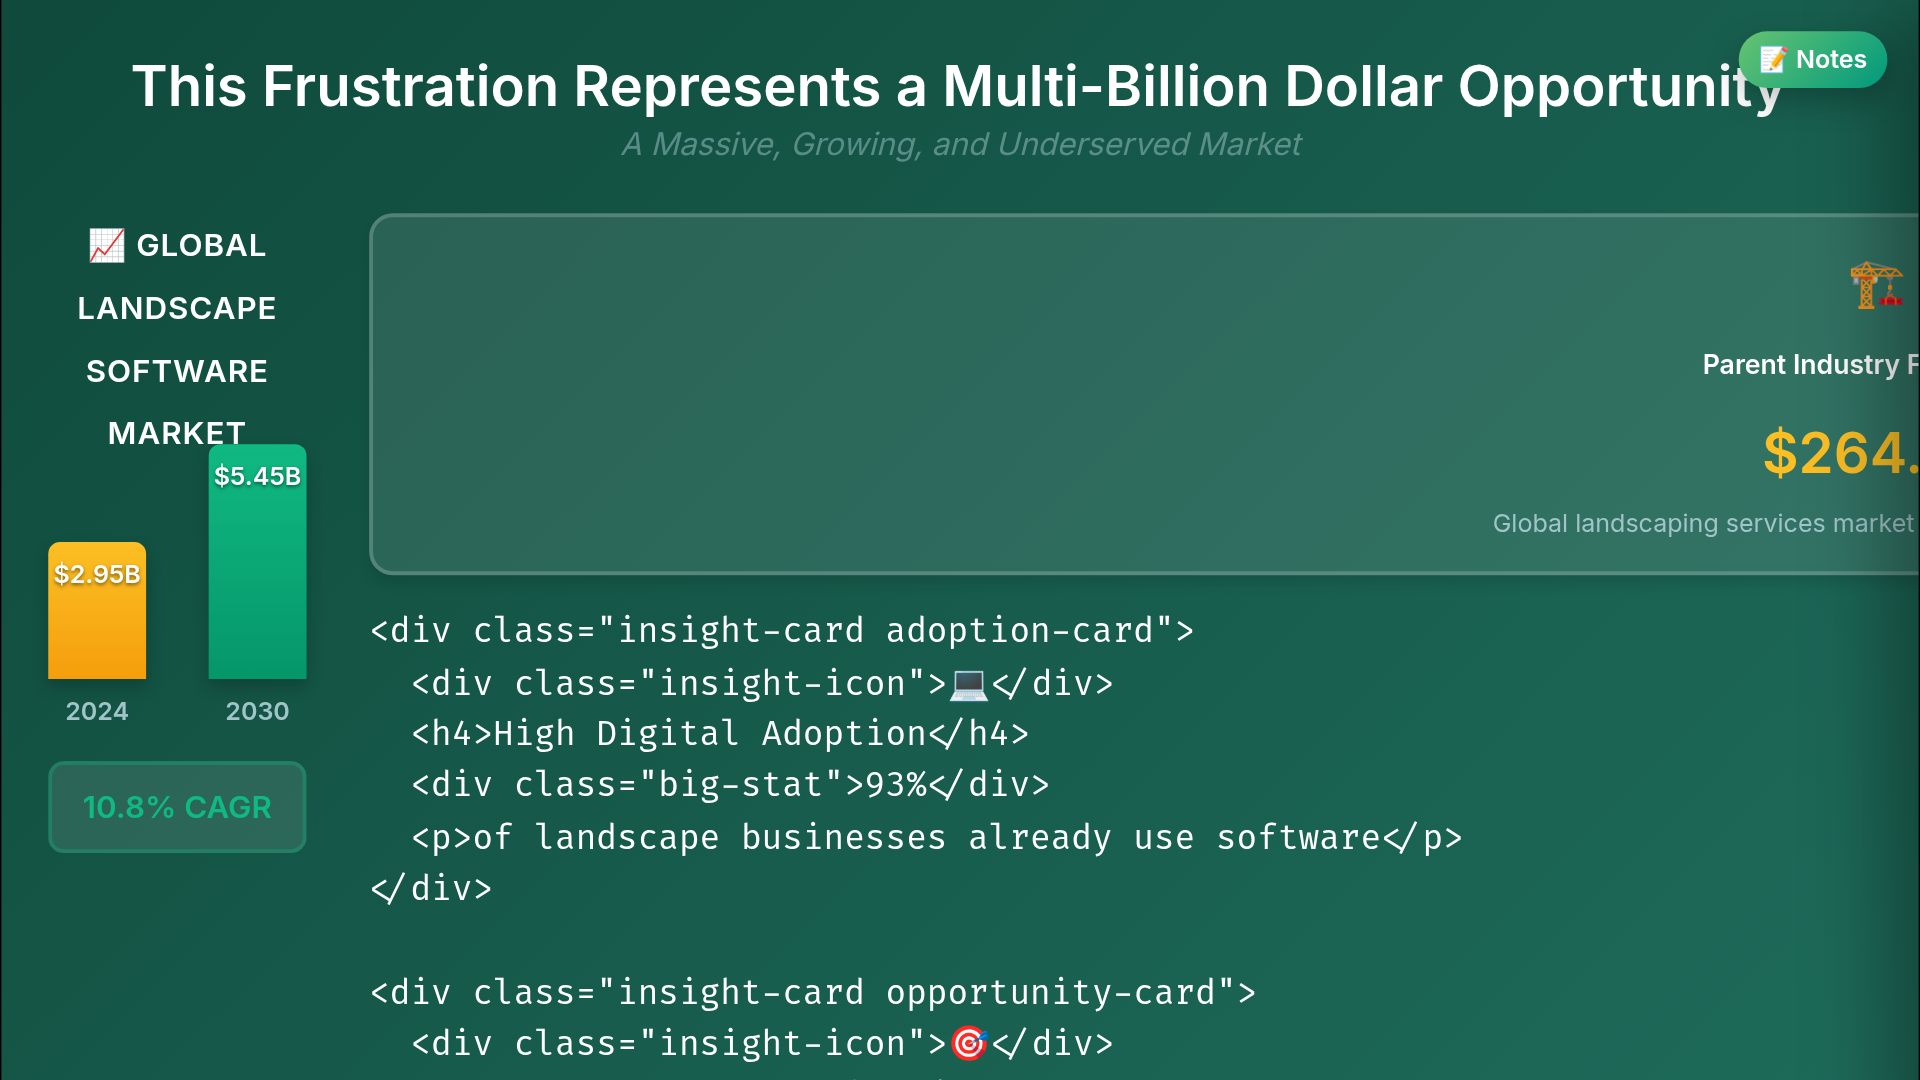 This Frustration Represents a Multi-Billion Dollar Opportunity
📝 Notes
A Massive, Growing, and Underserved Market
📈 GLOBAL
LANDSCAPE
SOFTWARE
MARKET
$5.45B
$2.95B
2024
2030
10.8% CAGR
🏗️
Parent Industry
$264.
Global landscaping services market
<div class="insight-card adoption-card">
  <div class="insight-icon">💻</div>
  <h4>High Digital Adoption</h4>
  <div class="big-stat">93%</div>
  <p>of landscape businesses already use software</p>
</div>
<div class="insight-card opportunity-card">
  <div class="insight-icon">🎯</div>